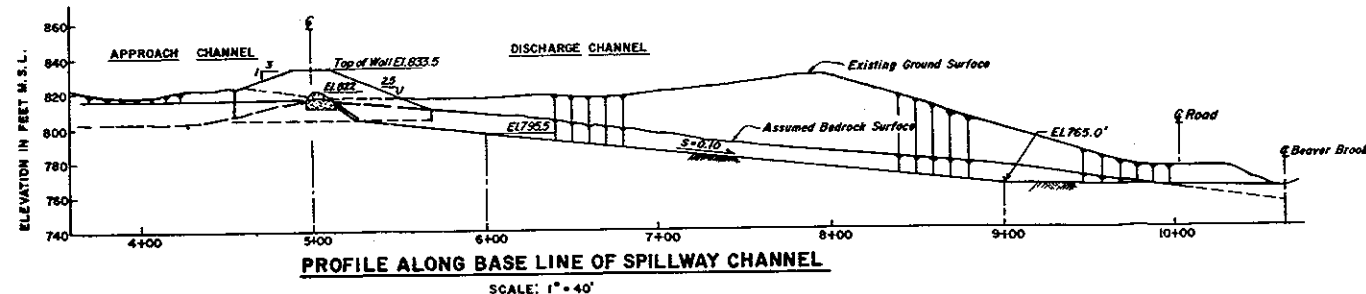 860
840
820
800
780
760
740
ELEVATION IN FEET M.S.L.
APPROACH CHANNEL
℄
1
3
Top of Wall El.833.5
El.822
2.5
DISCHARGE CHANNEL
Existing Ground Surface
El.795.5
S=0.10
Assumed Bedrock Surface
EL.765.0'
℄ Road
℄ Beaver Brook
4+00
5+00
6+00
7+00
8+00
9+00
10+00
PROFILE ALONG BASE LINE OF SPILLWAY CHANNEL
SCALE: 1" = 40'